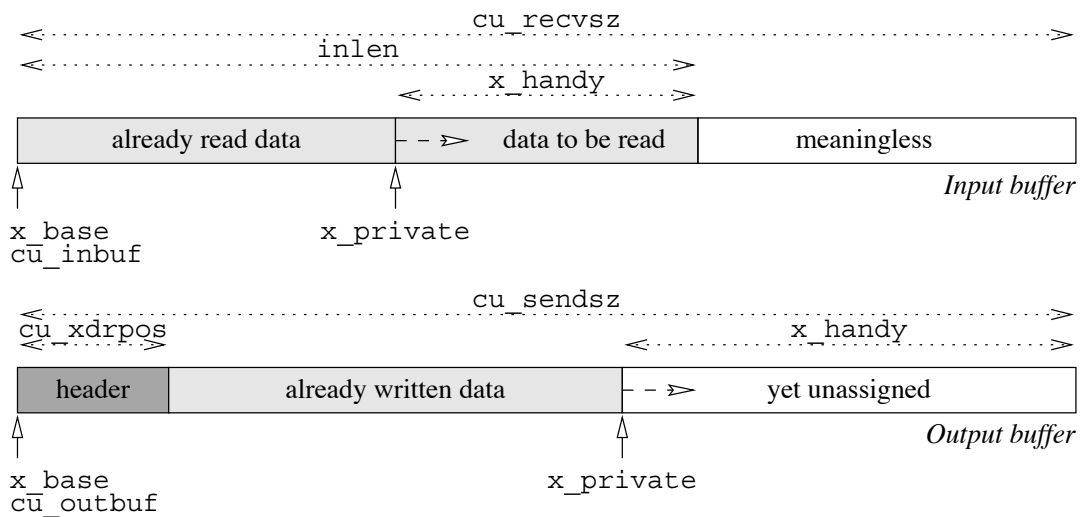 cu_recvsz
inlen
x_handy
already read data
data to be read
meaningless
Input buffer
x_base
cu_inbuf
x_private
cu_sendsz
cu_xdrpos
x_handy
header
already written data
yet unassigned
Output buffer
x_base
cu_outbuf
x_private